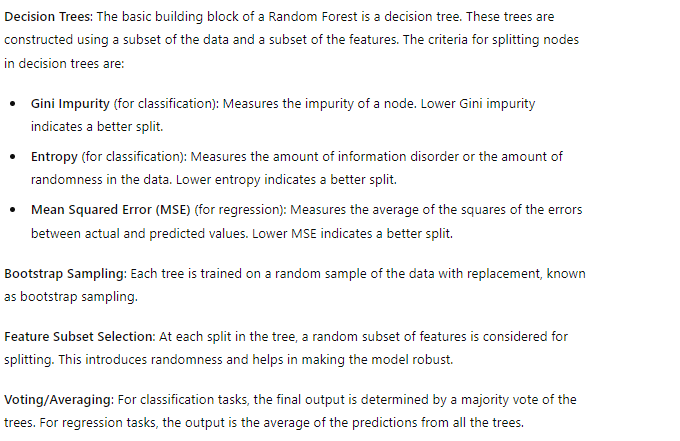 Decision Trees: The basic building block of a Random Forest is a decision tree. These trees are
constructed using a subset of the data and a subset of the features. The criteria for splitting nodes
in decision trees are:
• Gini Impurity (for classification): Measures the impurity of a node. Lower Gini impurity
indicates a better split.
• Entropy (for classification): Measures the amount of information disorder or the amount of
randomness in the data. Lower entropy indicates a better split.
• Mean Squared Error (MSE) (for regression): Measures the average of the squares of the errors
between actual and predicted values. Lower MSE indicates a better split.
Bootstrap Sampling: Each tree is trained on a random sample of the data with replacement, known
as bootstrap sampling.
Feature Subset Selection: At each split in the tree, a random subset of features is considered for
splitting. This introduces randomness and helps in making the model robust.
Voting/Averaging: For classification tasks, the final output is determined by a majority vote of the
trees. For regression tasks, the output is the average of the predictions from all the trees.